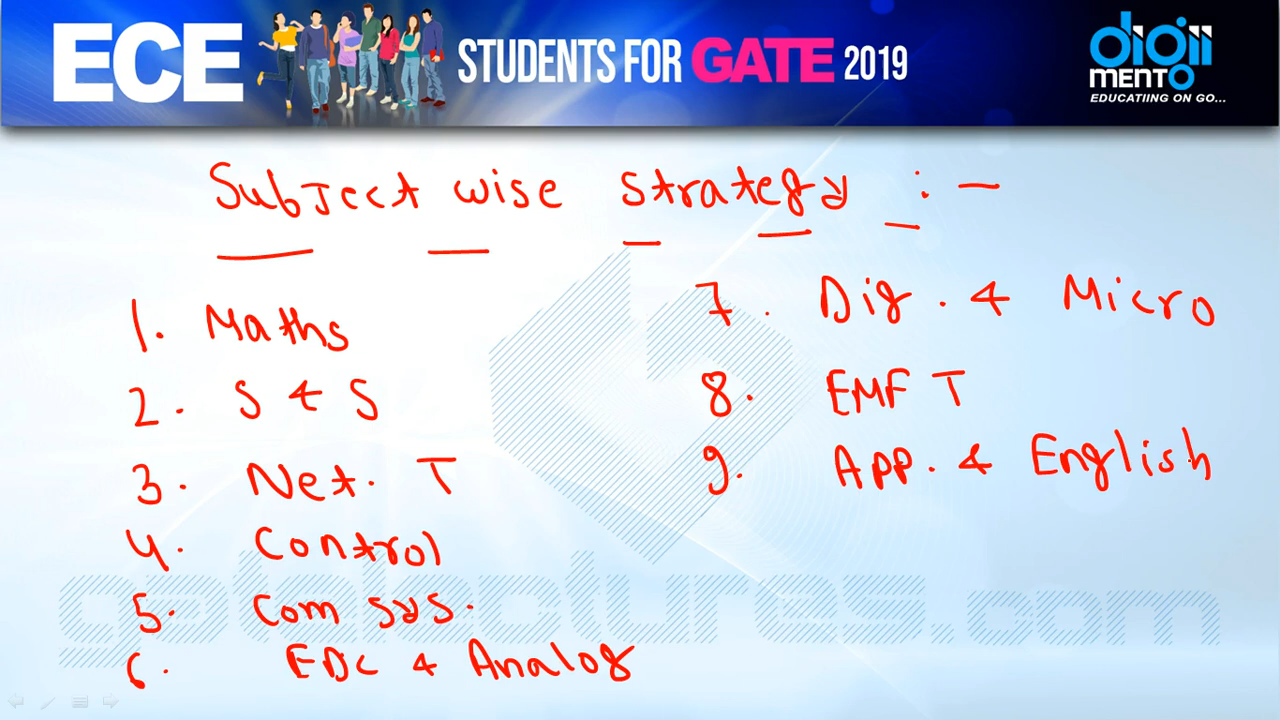 ECE STUDENTS FOR GATE 2019
digii
MENTO
EDUCATIING ON GO...
Subject wise strategy :-
1. Maths
2. S & S
3. Net. T
4. Control
5. Com sys.
6. EDC & Analog
7. Dig. & Micro
8. EMF T
9. App. & English
gatelectures.com